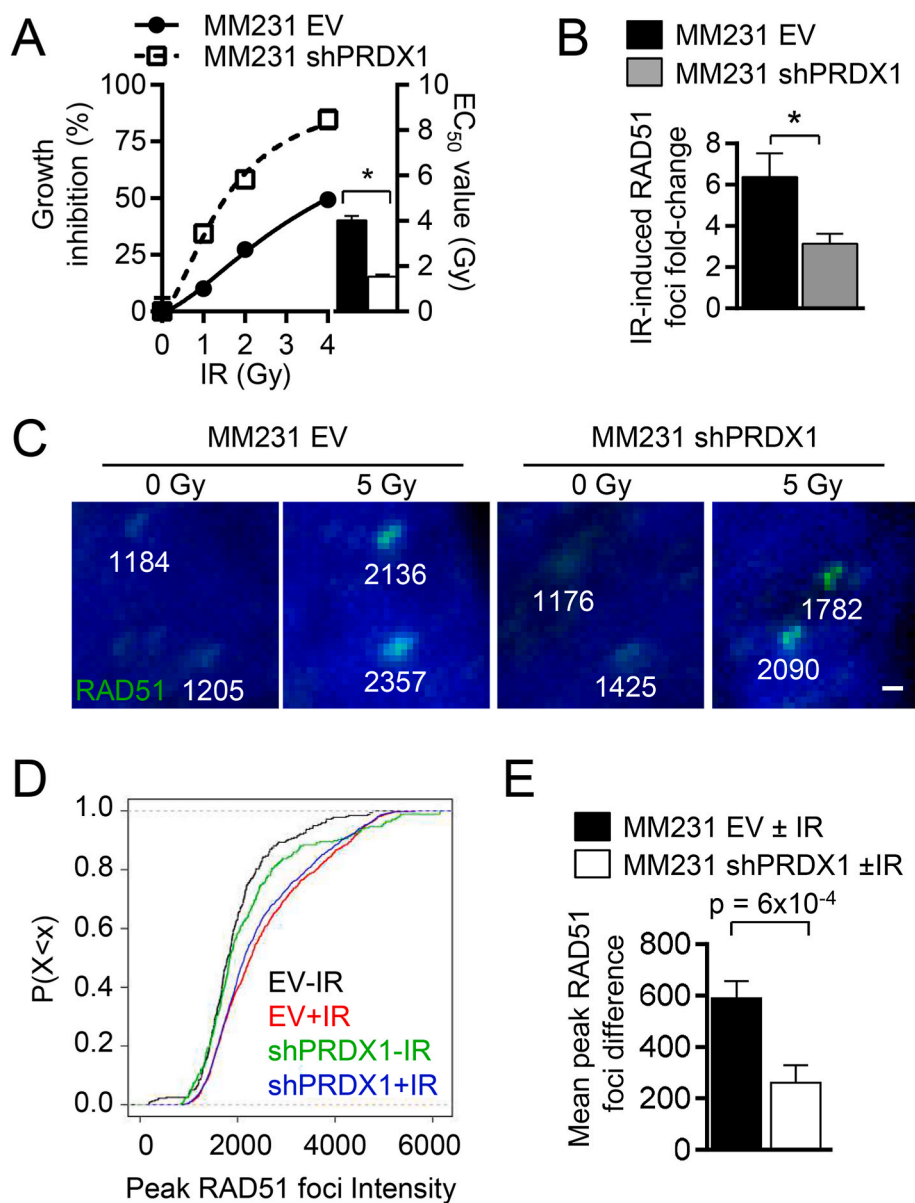 A
MM231 EV
MM231 shPRDX1
Growth
inhibition (%)
100
75
50
25
0
0
1
2
3
4
IR (Gy)
10
8
6
4
2
0
EC50 value (Gy)
*
B
MM231 EV
MM231 shPRDX1
IR-induced RAD51
foci fold-change
8
6
4
2
0
*
C
MM231 EV
MM231 shPRDX1
0 Gy
5 Gy
0 Gy
5 Gy
1184
1205
RAD51
2136
2357
1176
1425
1782
2090
D
P(X<x)
1.0
0.8
0.6
0.4
0.2
0.0
EV-IR
EV+IR
shPRDX1-IR
shPRDX1+IR
0
2000
4000
6000
Peak RAD51 foci Intensity
E
MM231 EV ± IR
MM231 shPRDX1 ±IR
p = 6x10-4
Mean peak RAD51
foci difference
800
600
400
200
0